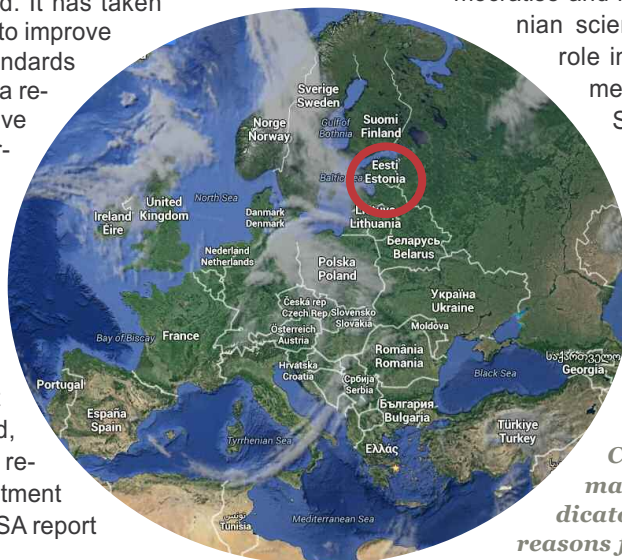 d. It has taken
to improve
ndards
a re-
ve
r-
d,
re-
tment
SA report
nian scien
role in
me
S
Sverige
Sweden
Norge
Norway
Gulf of
Bothnia
Suomi
Finland
Eesti
Estonia
Baltic Sea
Lithuania
North Sea
United
Kingdom
Ireland
Éire
Danmark
Denmark
Беларусь
Belarus
Nederland
Netherlands
Polska
Poland
Україна
Ukraine
Česká rep
Czech Rep
Slovensko
Slovakia
Österreich
Austria
Moldova
Bay of Biscay
France
România
Romania
Hrvatska
Croatia
Србија
Serbia
Black Sea
საქართველო
Georgia
България
Bulgaria
Portugal
España
Spain
Tyrrhenian Sea
Ελλάς
Türkiye
Turkey
تونس
Tunisia
Mediterranean Sea
C
ma
dicate
reasons f